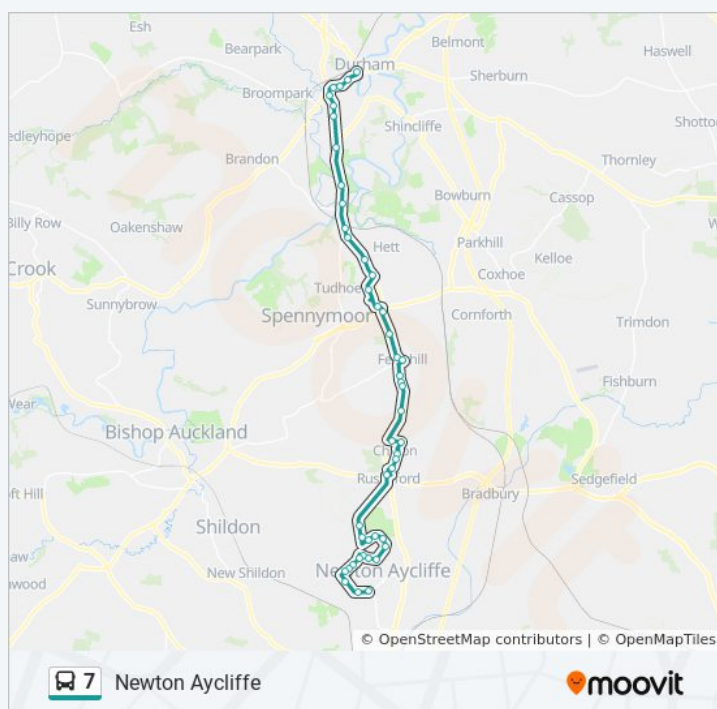 Esh
Bearpark
Belmont
Haswell
Durham
Broompark
Sherburn
Shincliffe
Shotto
edleyhope
Brandon
Thornley
Bowburn
Cassop
Billy Row
Oakenshaw
Hett
Parkhill
Kelloe
Crook
Coxhoe
Tudhoe
Sunnybrow
Spennymoor
Cornforth
Trimdon
Ferryhill
Fishburn
Wear
Bishop Auckland
Chilton
Rushyford
Sedgefield
oft Hill
Bradbury
Shildon
aw
New Shildon
Newton Aycliffe
wood
© OpenStreetMap contributors | © OpenMapTiles
7 Newton Aycliffe
moovit